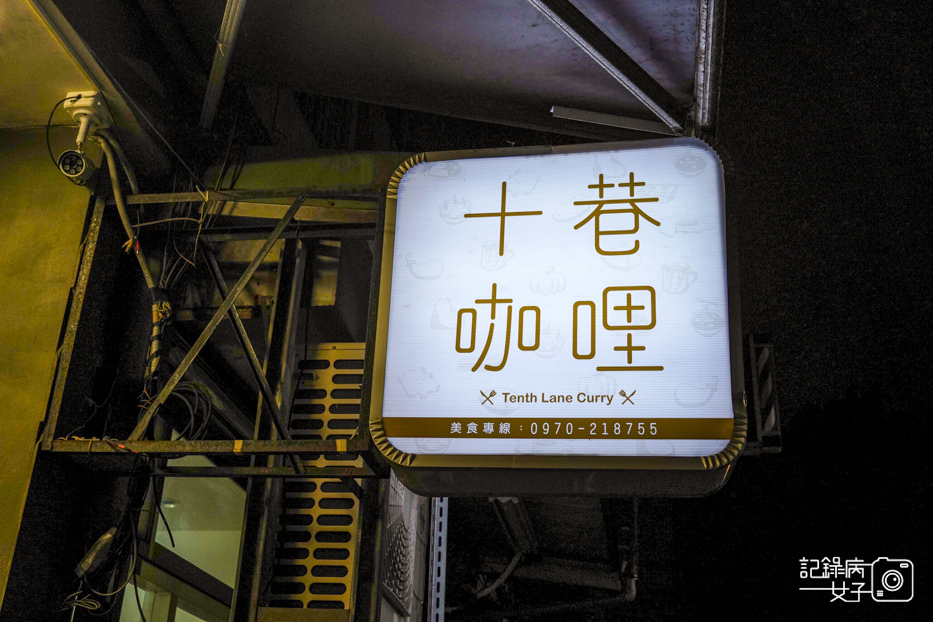 十巷
咖哩
Tenth Lane Curry
美食專線：0970-218755
記錄病
女子